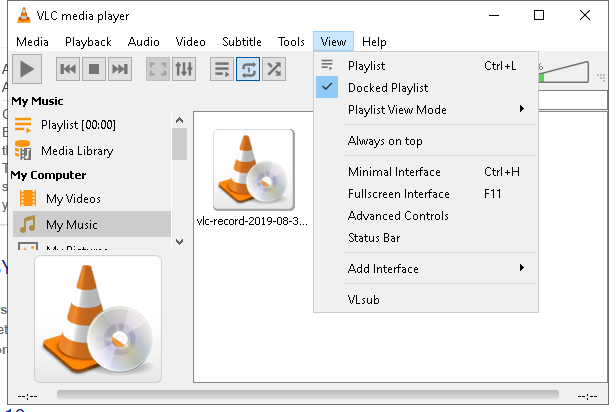 VLC media player
Media Playback Audio Video Subtitle Tools View Help
My Music
Playlist [00:00]
Media Library
My Computer
My Videos
My Music
My Pictures
vlc-record-2019-08-3...
Playlist Ctrl+L
Docked Playlist
Playlist View Mode
Always on top
Minimal Interface Ctrl+H
Fullscreen Interface F11
Advanced Controls
Status Bar
Add Interface
VLsub
%
--:--
--:--